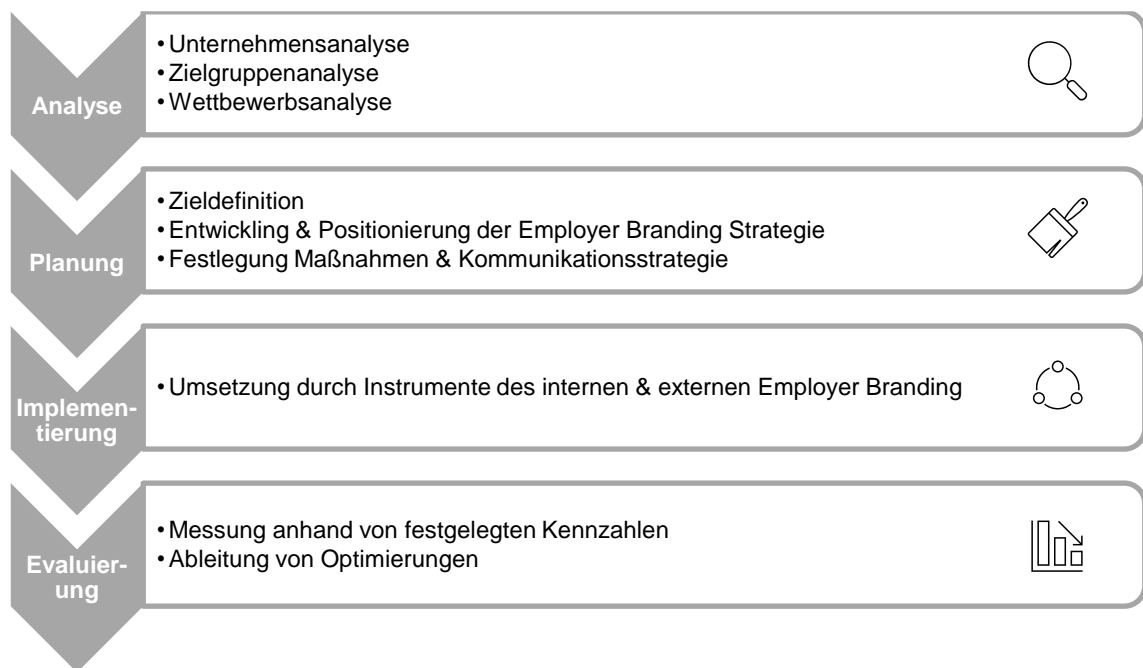 Analyse
• Unternehmensanalyse
• Zielgruppenanalyse
• Wettbewerbsanalyse
Planung
• Zieldefinition
• Entwickling & Positionierung der Employer Branding Strategie
• Festlegung Maßnahmen & Kommunikationsstrategie
Implemen-
tierung
• Umsetzung durch Instrumente des internen & externen Employer Branding
Evaluier-
ung
• Messung anhand von festgelegten Kennzahlen
• Ableitung von Optimierungen